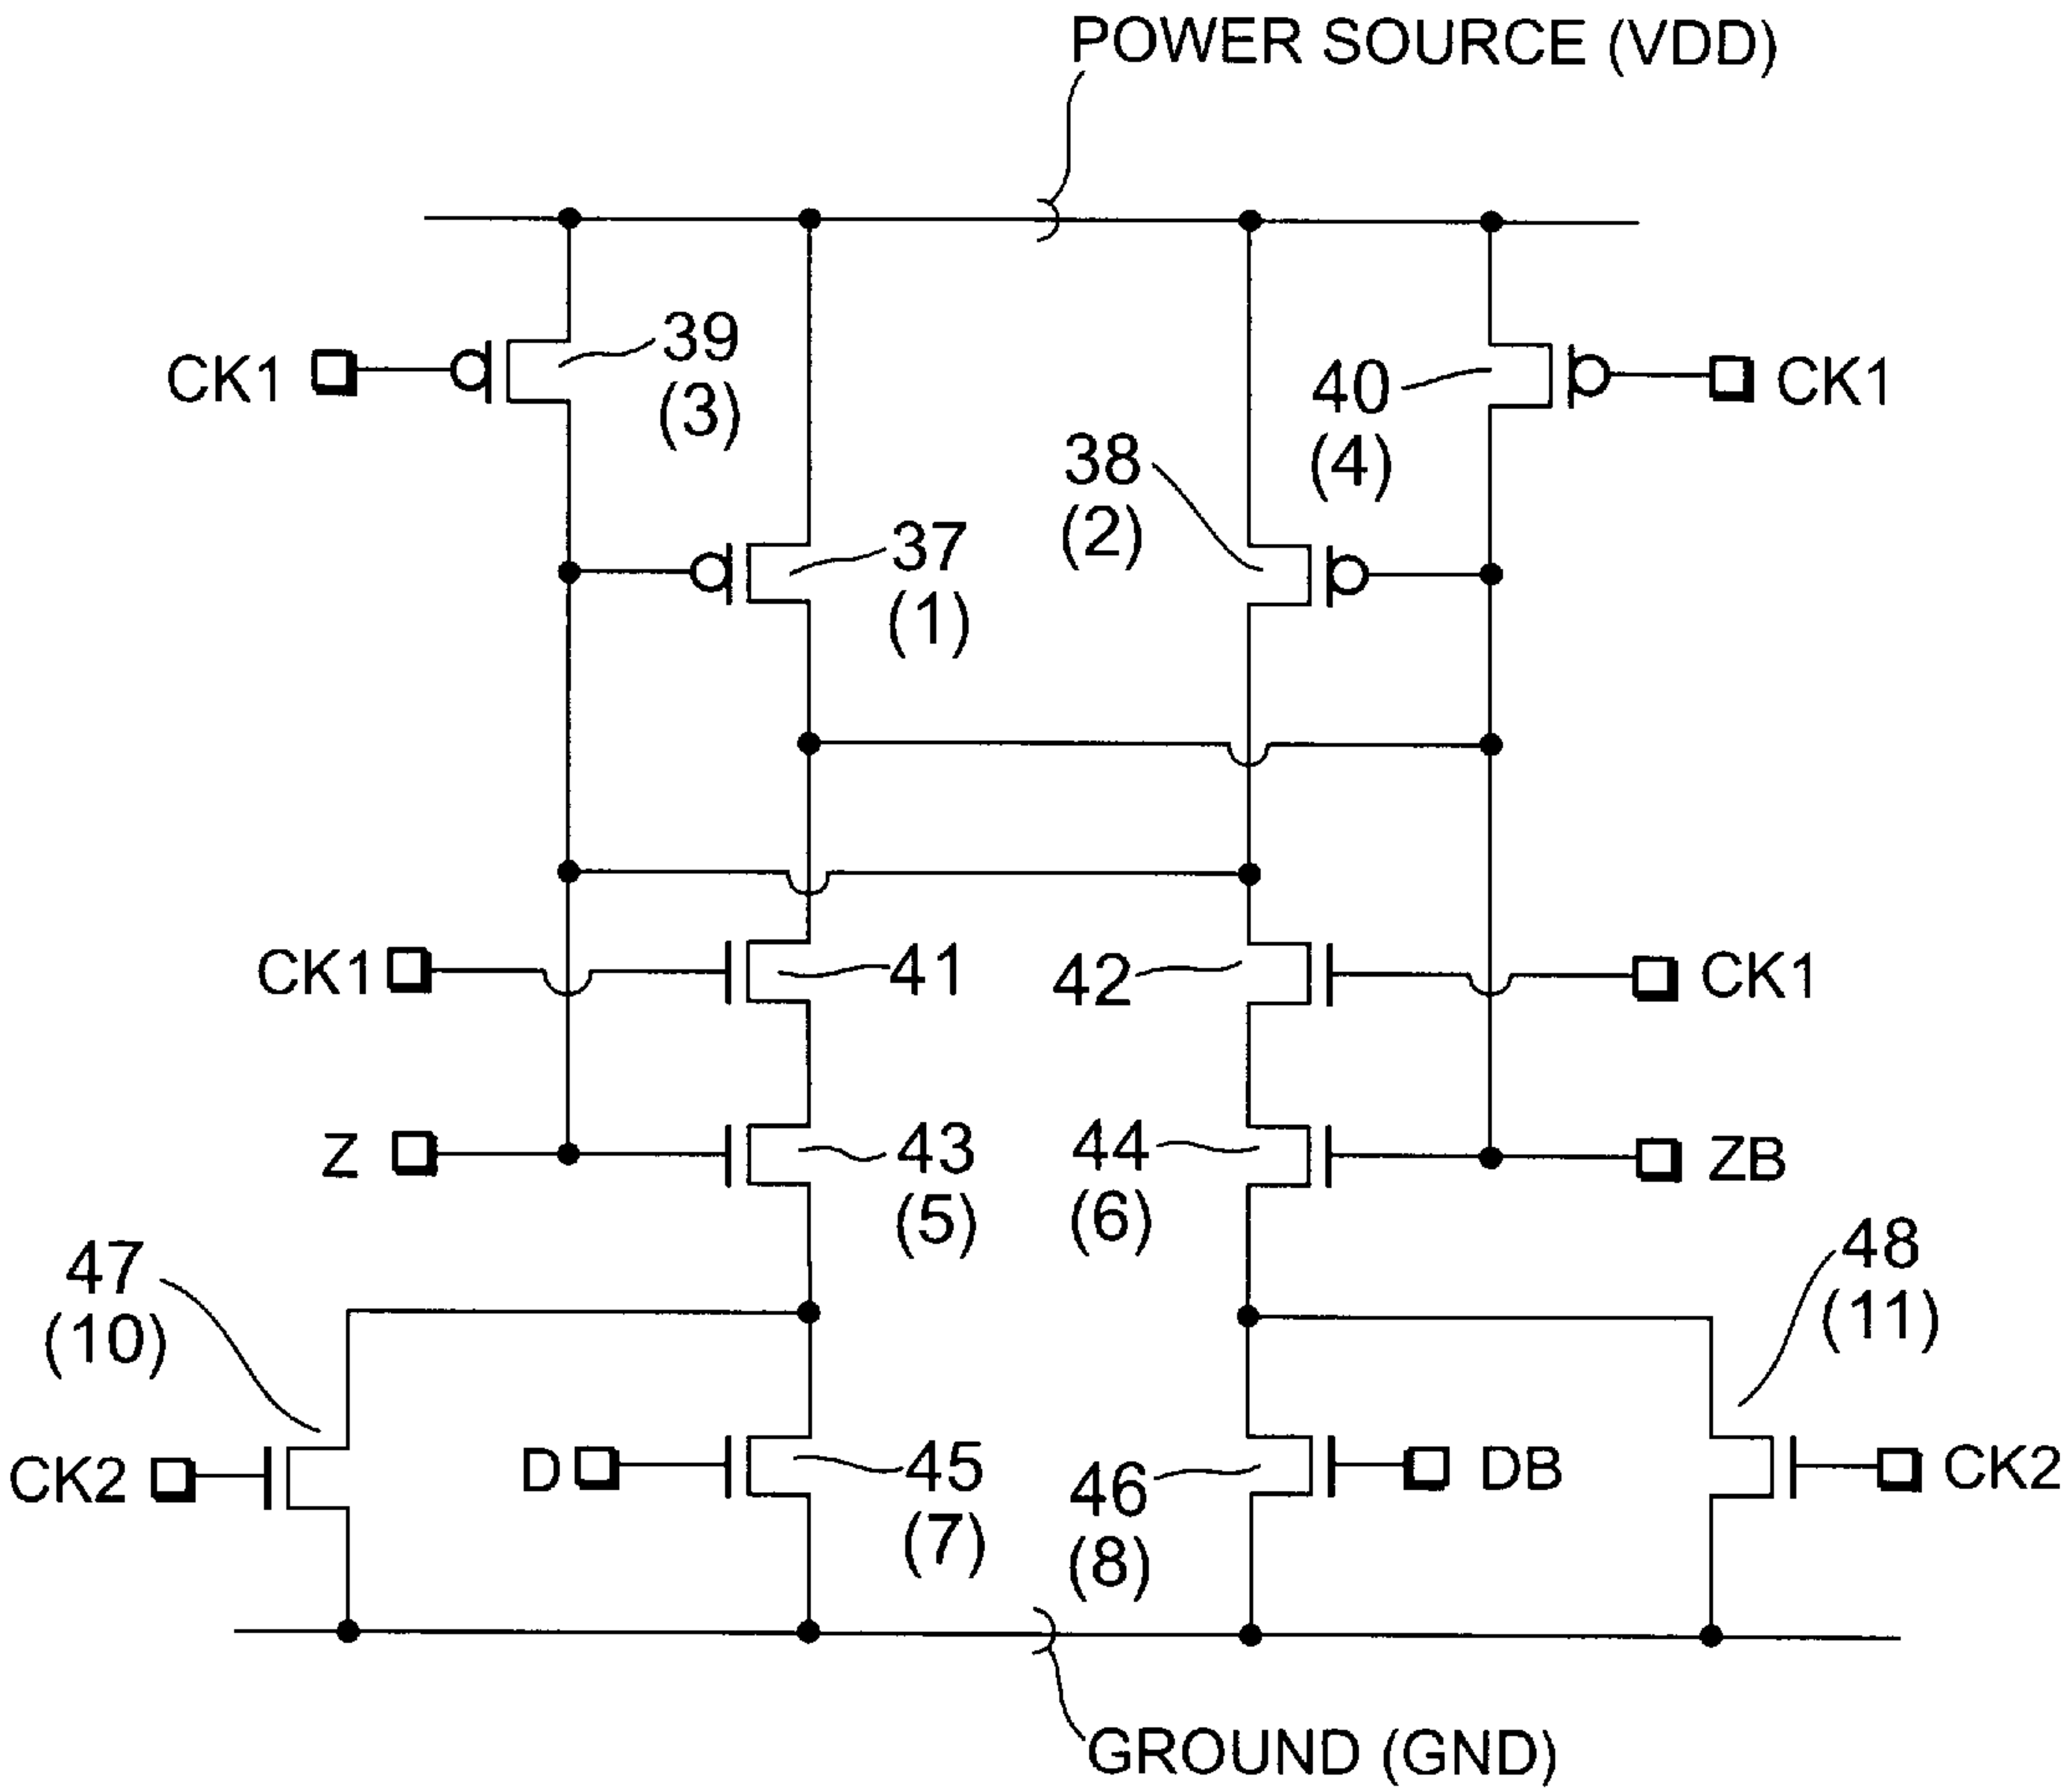 POWER SOURCE (VDD)
CK1
39
(3)
40
(4)
CK1
38
(2)
37
(1)
CK1
41
42
CK1
Z
43
(5)
44
(6)
ZB
47
(10)
48
(11)
CK2
D
45
(7)
46
(8)
DB
CK2
GROUND (GND)